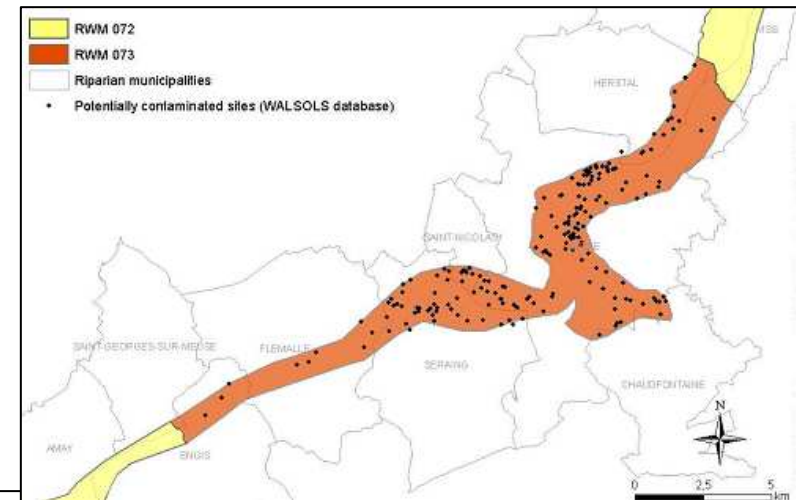 RWM 072
RWM 073
Riparian municipalities
Potentially contaminated sites (WALSOLS database)
HERSTAL
SAINT-NICOLAS
SAINT-GEORGES-SUR-MEUSE
FLEMALLE
SERAING
CHAUDFONTAINE
AMAY
ENGIS
N
0 2,5 5
km